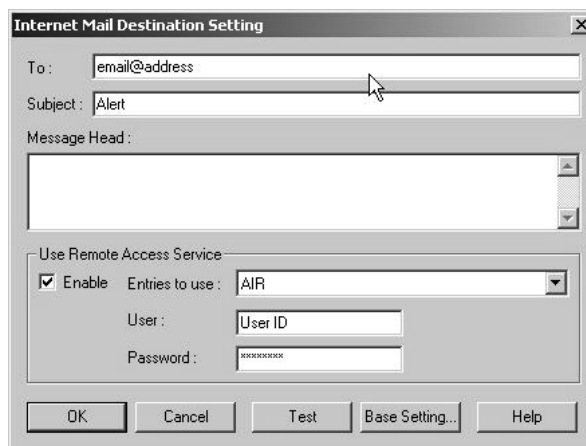 Internet Mail Destination Setting
To : email@address
Subject : Alert
Message Head :
Use Remote Access Service
Enable Entries to use : AIR
User : User ID
Password : ********
OK Cancel Test Base Setting... Help